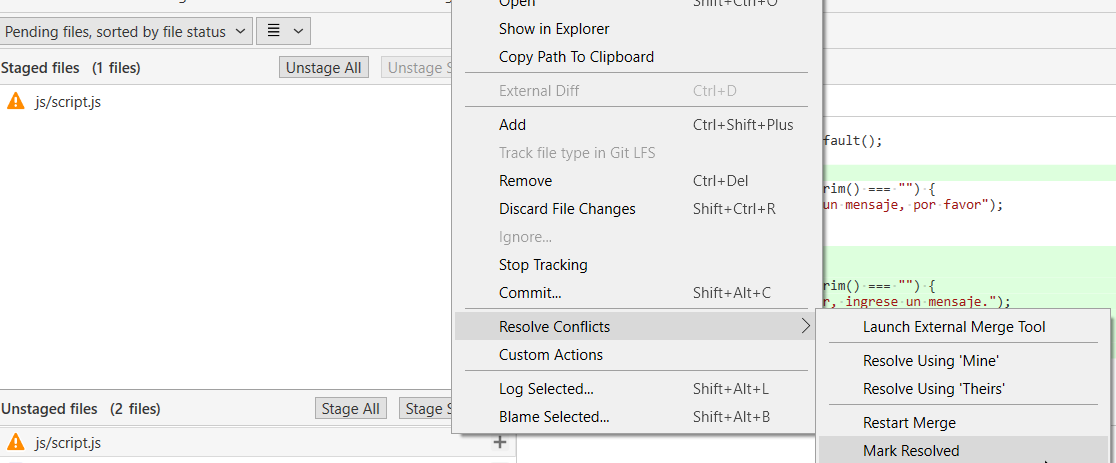 Open Shift+Ctrl+O
Pending files, sorted by file status
Show in Explorer
Copy Path To Clipboard
Staged files (1 files) Unstage All Unstage S
External Diff Ctrl+D
js/script.js
Add Ctrl+Shift+Plus
fault();
Track file type in Git LFS
Remove Ctrl+Del
rim() === "") {
Discard File Changes Shift+Ctrl+R
un mensaje, por favor");
Ignore...
Stop Tracking
Commit... Shift+Alt+C
rim() === "") {
r, ingrese un mensaje.");
Resolve Conflicts
Launch External Merge Tool
Custom Actions
Resolve Using 'Mine'
Log Selected... Shift+Alt+L
Resolve Using 'Theirs'
Unstaged files (2 files) Stage All Stage S
Blame Selected... Shift+Alt+B
Restart Merge
js/script.js
Mark Resolved